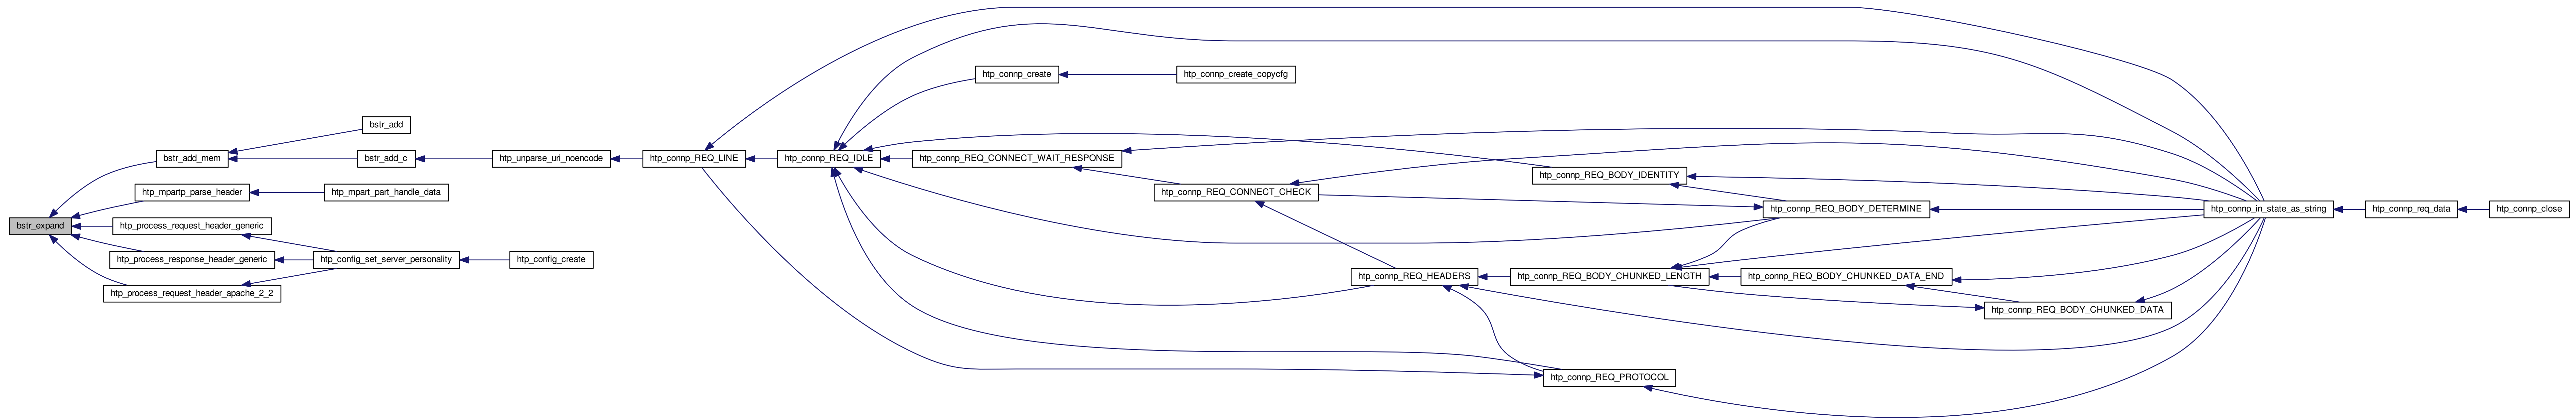 htp_connp_create
htp_connp_create_copycfg
bstr_add
bstr_add_mem
bstr_add_c
htp_unparse_uri_noencode
htp_connp_REQ_LINE
htp_connp_REQ_IDLE
htp_connp_REQ_CONNECT_WAIT_RESPONSE
htp_connp_REQ_BODY_IDENTITY
htp_mpartp_parse_header
htp_mpart_part_handle_data
htp_connp_REQ_CONNECT_CHECK
htp_connp_REQ_BODY_DETERMINE
htp_connp_in_state_as_string
htp_connp_req_data
htp_connp_close
bstr_expand
htp_process_request_header_generic
htp_process_response_header_generic
htp_config_set_server_personality
htp_config_create
htp_connp_REQ_HEADERS
htp_connp_REQ_BODY_CHUNKED_LENGTH
htp_connp_REQ_BODY_CHUNKED_DATA_END
htp_process_request_header_apache_2_2
htp_connp_REQ_BODY_CHUNKED_DATA
htp_connp_REQ_PROTOCOL